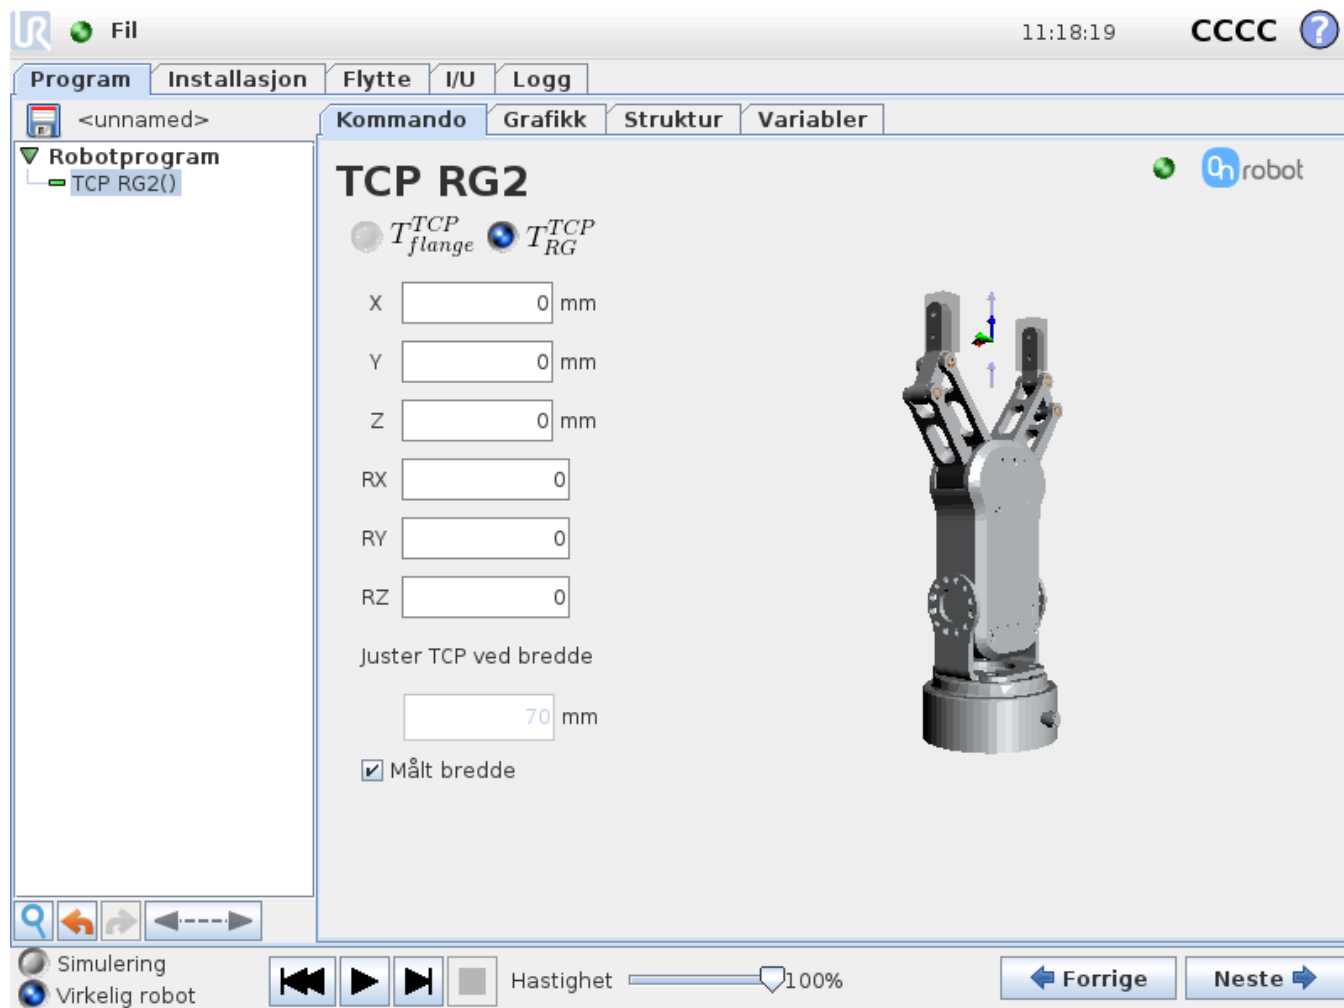 UR Fil 11:18:19 CCCC ?
Program Installasjon Flytte I/U Logg
<unnamed> Kommando Grafikk Struktur Variabler
Robotprogram
TCP RG2()
TCP RG2
On robot
T^{TCP}_{flange} T^{TCP}_{RG}
X 0 mm
Y 0 mm
Z 0 mm
RX 0
RY 0
RZ 0
Juster TCP ved bredde
70 mm
Målt bredde
Simulering
Virkelig robot
Hastighet 100%
Forrige Neste